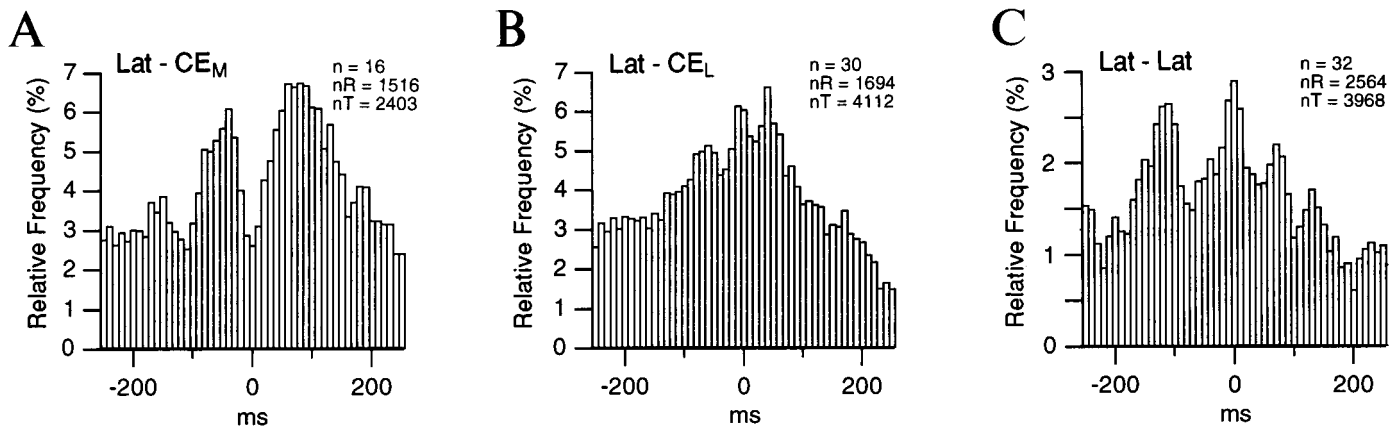 A
Lat - CE_M
n = 16
nR = 1516
nT = 2403
Relative Frequency (%)
7
6
5
4
3
2
1
0
-200
0
200
ms
B
Lat - CE_L
n = 30
nR = 1694
nT = 4112
Relative Frequency (%)
7
6
5
4
3
2
1
0
-200
0
200
ms
C
Lat - Lat
n = 32
nR = 2564
nT = 3968
Relative Frequency (%)
3
2
1
0
-200
0
200
ms